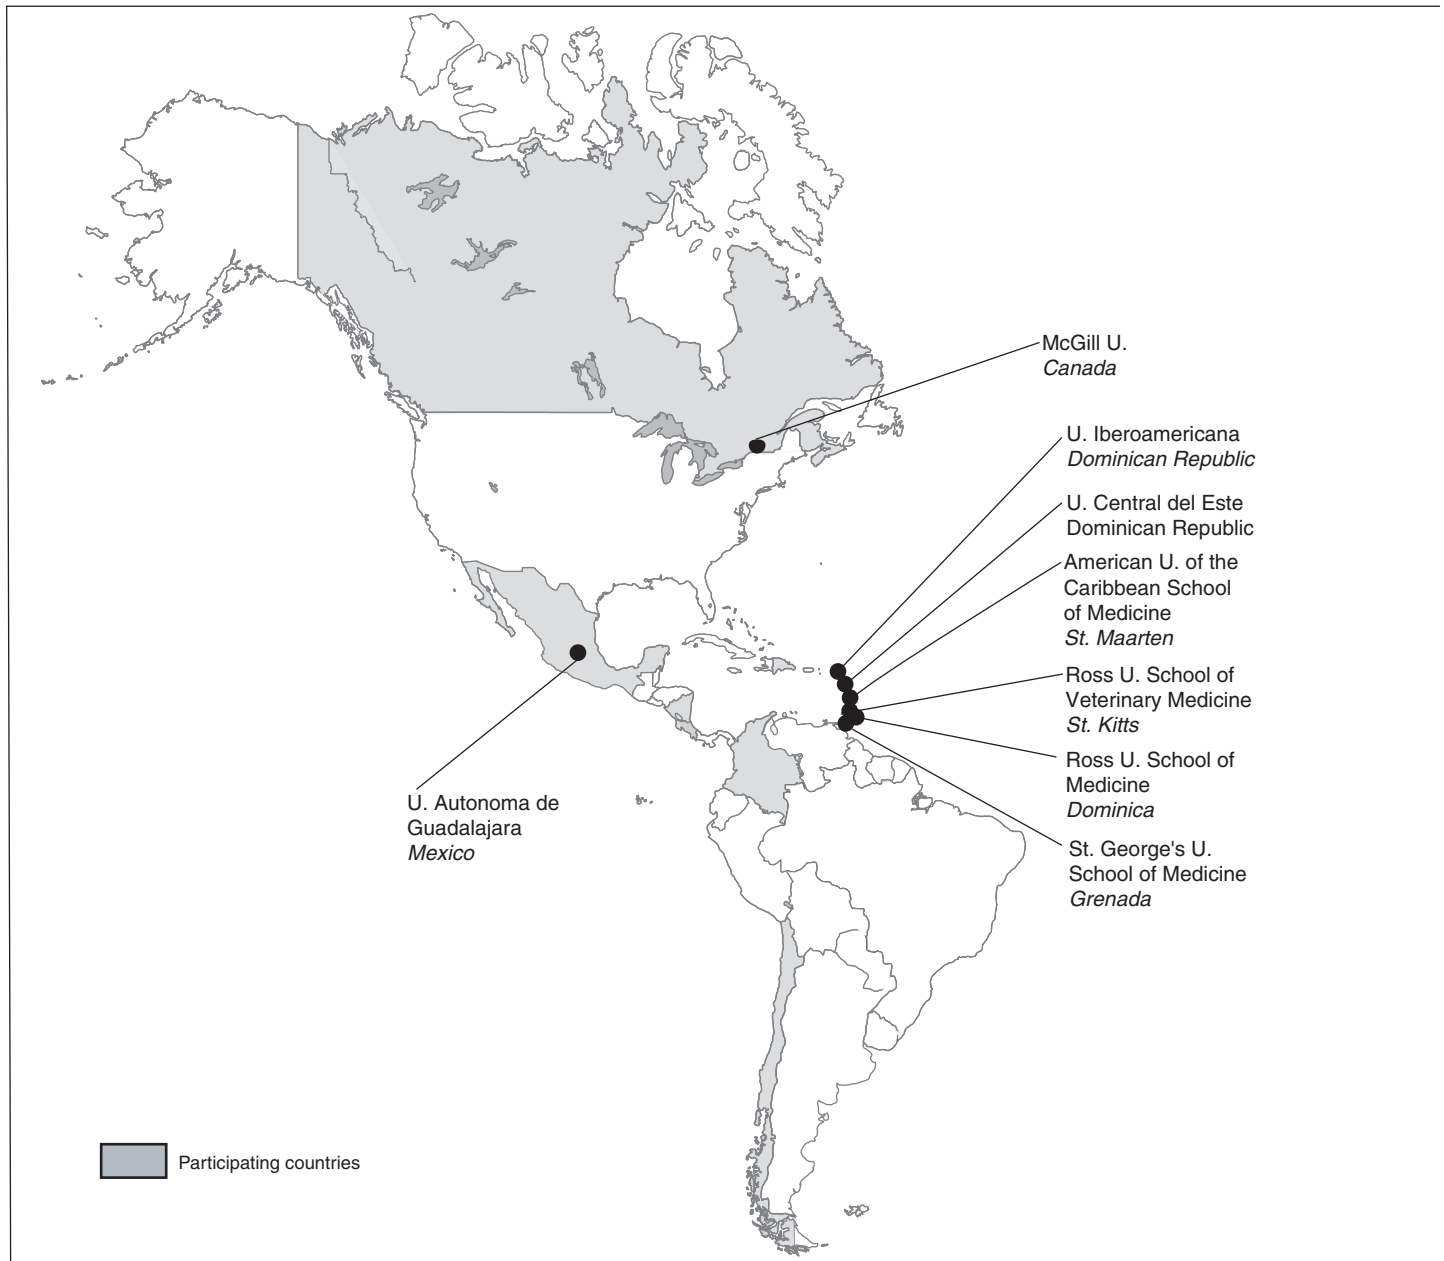 McGill U.
Canada
U. Iberoamericana
Dominican Republic
U. Central del Este
Dominican Republic
American U. of the
Caribbean School
of Medicine
St. Maarten
Ross U. School of
Veterinary Medicine
St. Kitts
Ross U. School of
Medicine
Dominica
U. Autonoma de
Guadalajara
Mexico
St. George's U.
School of Medicine
Grenada
Participating countries